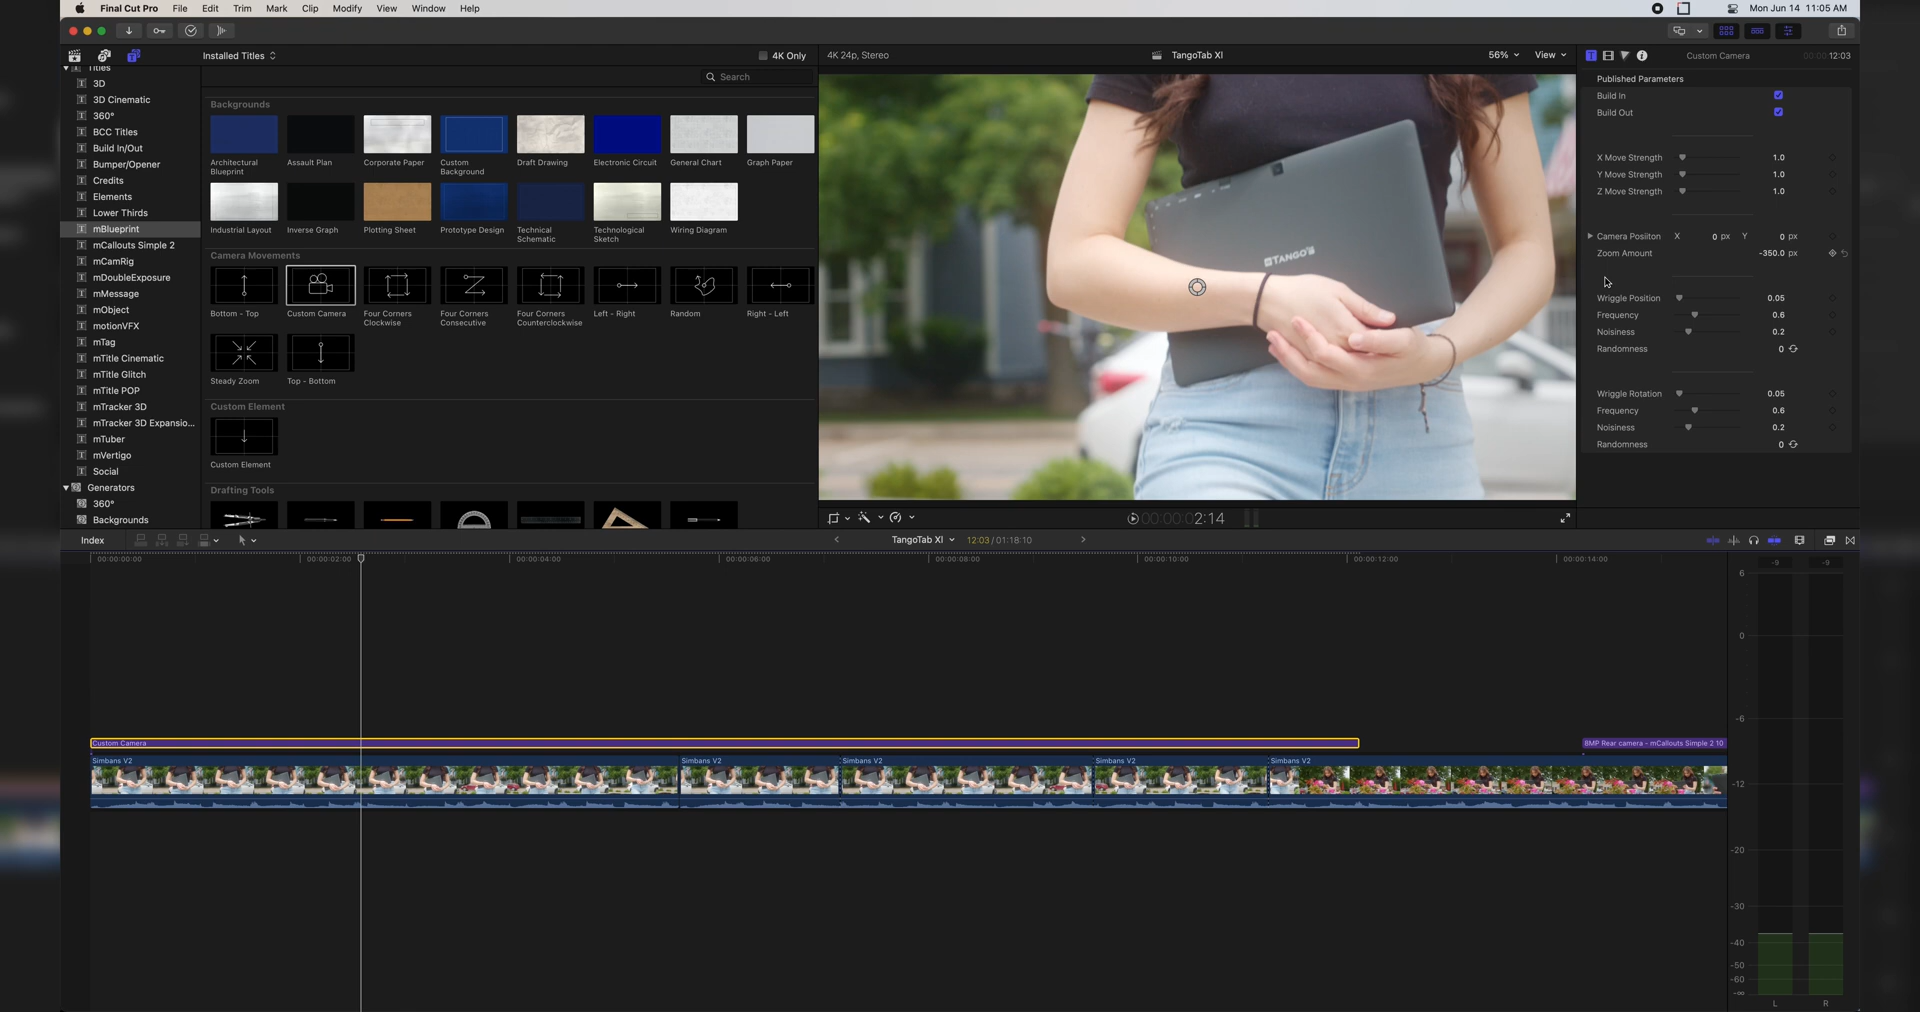 Final Cut Pro File Edit Trim Mark Clip Modify View Window Help
Mon Jun 14 11:05 AM
Installed Titles
4K Only
4K 24p, Stereo
TangoTab XI
56%
View
Custom Camera
00:00:12:03
Titles
3D
3D Cinematic
360°
BCC Titles
Build In/Out
Bumper/Opener
Credits
Elements
Lower Thirds
mBlueprint
mCallouts Simple 2
mCamRig
mDoubleExposure
mMessage
mObject
motionVFX
mTag
mTitle Cinematic
mTitle Glitch
mTitle POP
mTracker 3D
mTracker 3D Expansio...
mTuber
mVertigo
Social
Generators
360°
Backgrounds
Search
Backgrounds
Architectural Blueprint
Assault Plan
Corporate Paper
Custom Background
Draft Drawing
Electronic Circuit
General Chart
Graph Paper
Industrial Layout
Inverse Graph
Plotting Sheet
Prototype Design
Technical Schematic
Technological Sketch
Wiring Diagram
Camera Movements
Bottom - Top
Custom Camera
Four Corners Clockwise
Four Corners Consecutive
Four Corners Counterclockwise
Left - Right
Random
Right - Left
Steady Zoom
Top - Bottom
Custom Element
Custom Element
Drafting Tools
TANGO
Published Parameters
Build In
Build Out
X Move Strength 1.0
Y Move Strength 1.0
Z Move Strength 1.0
Camera Posiiton X 0 px Y 0 px
Zoom Amount -350.0 px
Wriggle Position 0.05
Frequency 0.6
Noisiness 0.2
Randomness 0
Wriggle Rotation 0.05
Frequency 0.6
Noisiness 0.2
Randomness 0
00:00:00 2:14
Index
TangoTab XI
12:03 / 01:18:10
00:00:00:00
00:00:02:00
00:00:04:00
00:00:06:00
00:00:08:00
00:00:10:00
00:00:12:00
00:00:14:00
Custom Camera
8MP Rear camera - mCallouts Simple 2 10
Simbans V2
Simbans V2
Simbans V2
Simbans V2
Simbans V2
-9 -9
6
0
-6
-12
-20
-30
-40
-50
-60
-∞
L R